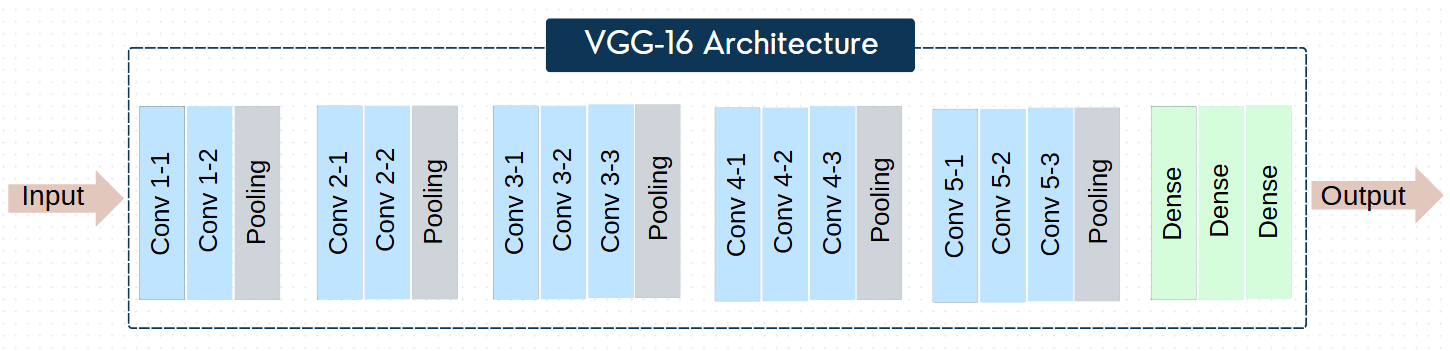 VGG-16 Architecture
Input
Conv 1-1
Conv 1-2
Pooling
Conv 2-1
Conv 2-2
Pooling
Conv 3-1
Conv 3-2
Conv 3-3
Pooling
Conv 4-1
Conv 4-2
Conv 4-3
Pooling
Conv 5-1
Conv 5-2
Conv 5-3
Pooling
Dense
Dense
Dense
Output